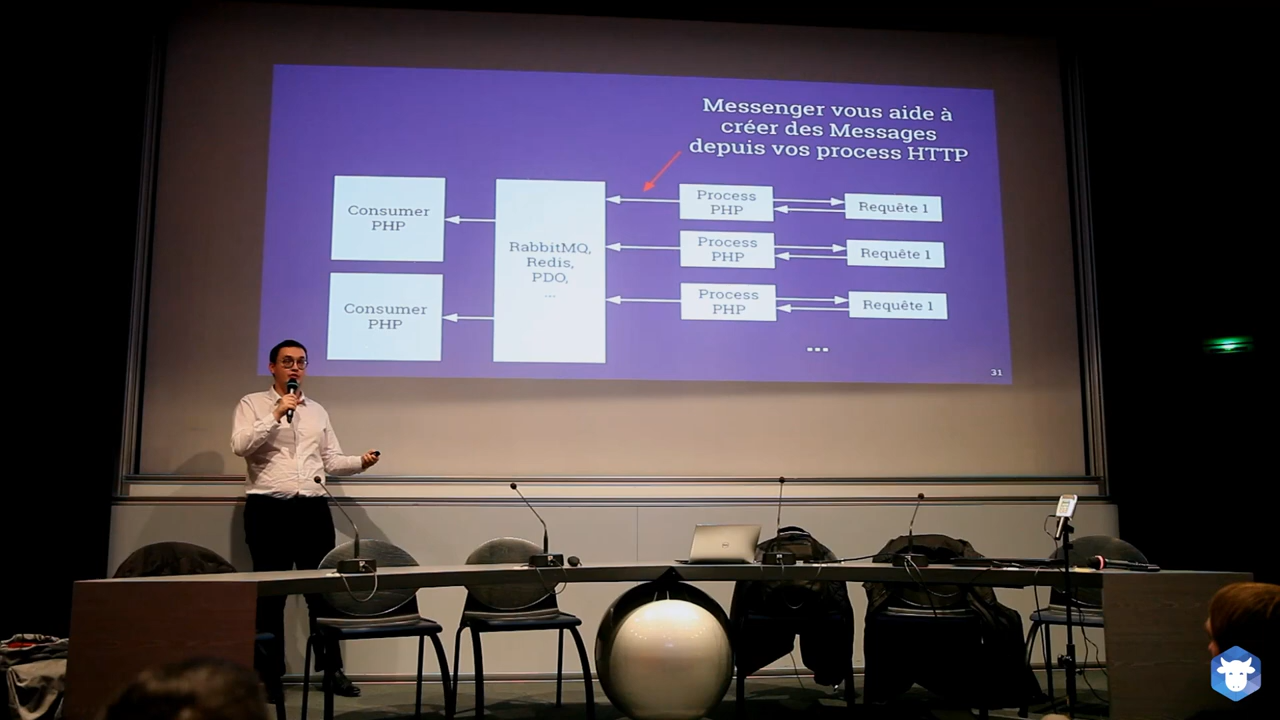 Messenger vous aide à
créer des Messages
depuis vos process HTTP
Consumer
PHP
Consumer
PHP
RabbitMQ,
Redis,
PDO,
...
Process
PHP
Requête 1
Process
PHP
Requête 1
Process
PHP
Requête 1
...
31